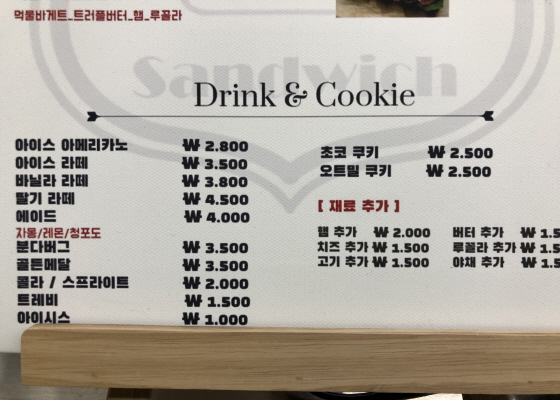 먹물바게트_트러플버터_햄_루꼴라
Sandwich
Drink & Cookie
아이스 아메리카노 ₩ 2.800
아이스 라떼 ₩ 3.500
바닐라 라떼 ₩ 3.800
딸기 라떼 ₩ 4.500
에이드 ₩ 4.000
자몽/레몬/청포도
분다버그 ₩ 3.500
골든메달 ₩ 3.500
콜라 / 스프라이트 ₩ 2.000
트레비 ₩ 1.500
아이시스 ₩ 1.000
초코 쿠키 ₩ 2.500
오트밀 쿠키 ₩ 2.500
[ 재료 추가 ]
햄 추가 ₩ 2.000 버터 추가 ₩ 1.5
치즈 추가 ₩ 1.500 루꼴라 추가 ₩ 1.5
고기 추가 ₩ 1.500 야채 추가 ₩ 1.5